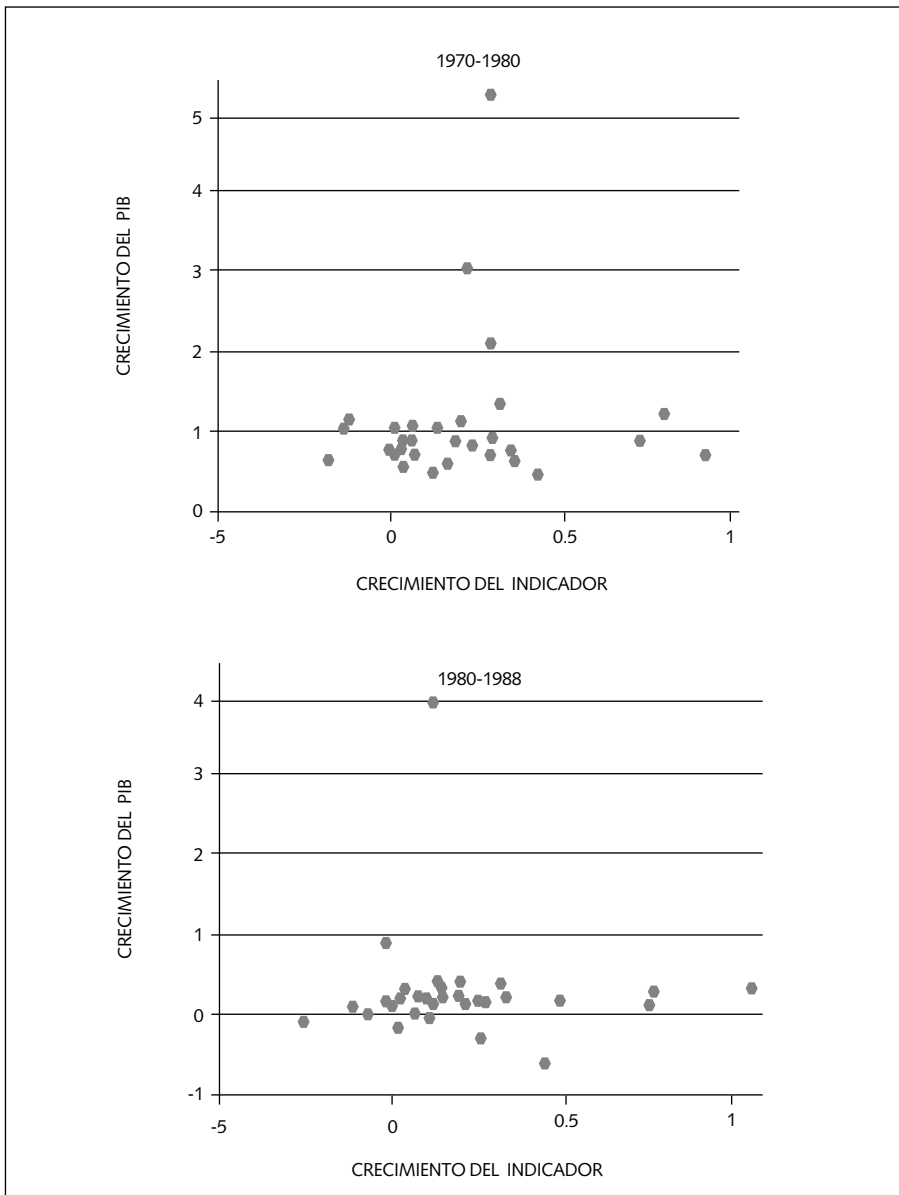 1970-1980
5
4
3
2
1
0
-5 0 0.5 1
CRECIMIENTO DEL PIB
CRECIMIENTO DEL INDICADOR
1980-1988
4
3
2
1
0
-1
-5 0 0.5 1
CRECIMIENTO DEL PIB
CRECIMIENTO DEL INDICADOR